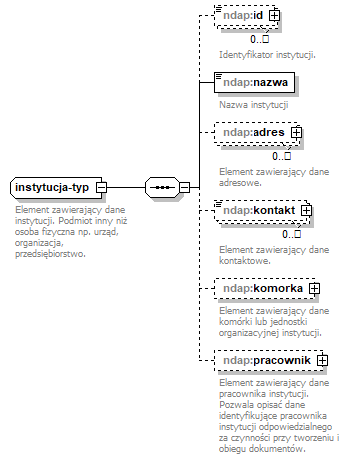 ndap:id
0..
Identyfikator instytucji.
ndap:nazwa
Nazwa instytucji
ndap:adres
0..
Element zawierający dane
adresowe.
instytucja-typ
Element zawierający dane
instytucji. Podmiot inny niż
osoba fizyczna np. urząd,
organizacja,
przedsiębiorstwo.
ndap:kontakt
0..
Element zawierający dane
kontaktowe.
ndap:komorka
Element zawierający dane
komórki lub jednostki
organizacyjnej instytucji.
ndap:pracownik
Element zawierający dane
pracownika instytucji.
Pozwala opisać dane
identyfikujące pracownika
instytucji odpowiedzialnego
za czynności przy tworzeniu i
obiegu dokumentów.